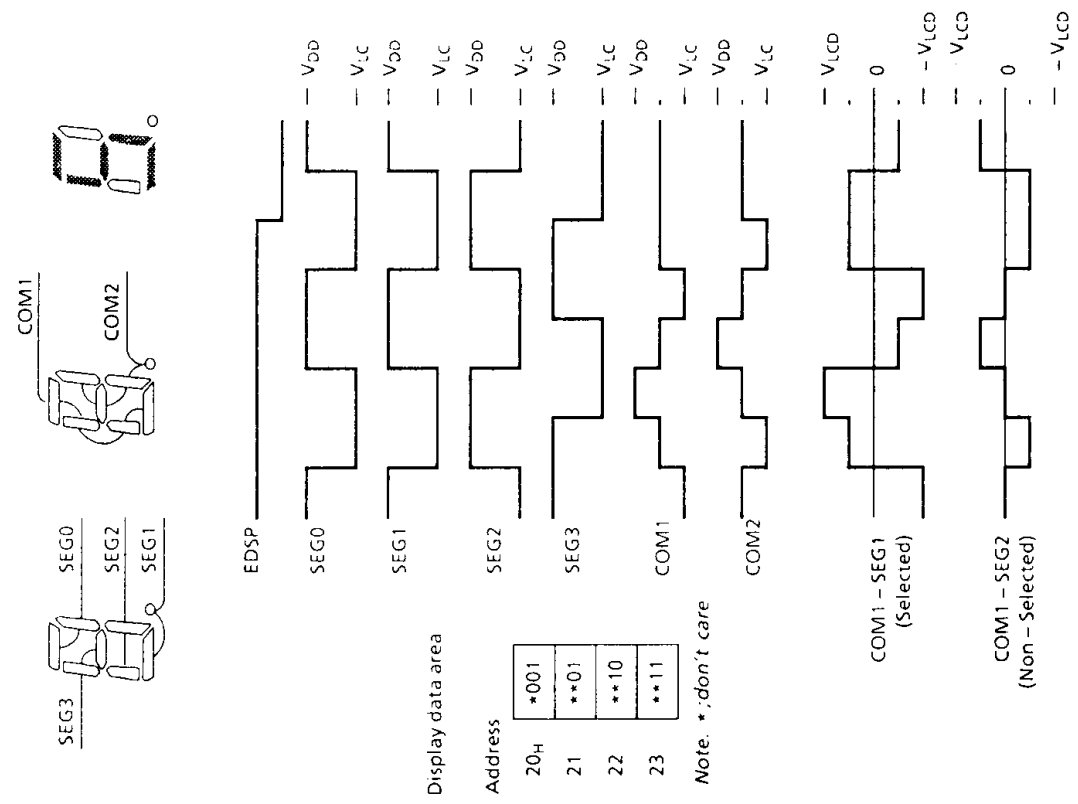 COM1
SEG3
SEG0
SEG2
SEG1
COM2
EDSP
SEG0
VDD
VLC
SEG1
VDD
VLC
SEG2
VDD
VLC
SEG3
VDD
VLC
COM1
VDD
VLC
COM2
VDD
VLC
Display data area
Address
20H *001
21 **01
22 **10
23 **11
Note. * ; don't care
COM1 – SEG1
(Selected)
VLCD
0
– VLCD
COM1 – SEG2
(Non – Selected)
VLCD
0
– VLCD